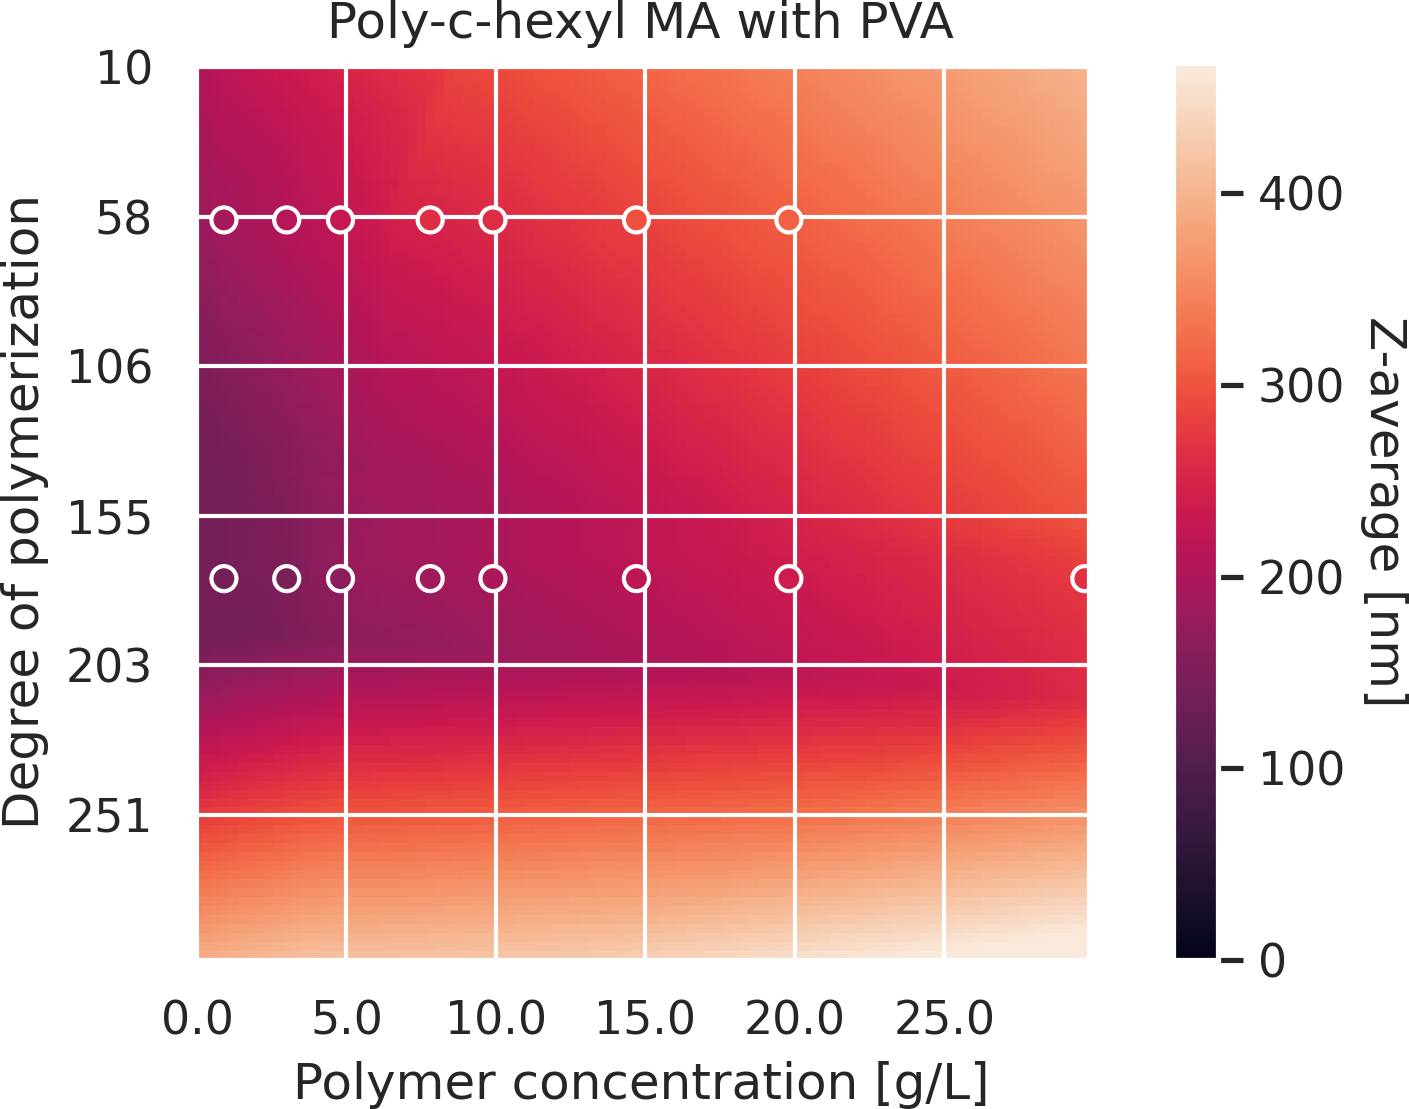 Poly-c-hexyl MA with PVA
10
58
106
155
203
251
Degree of polymerization
0.0 5.0 10.0 15.0 20.0 25.0
Polymer concentration [g/L]
400
300
200
100
0
Z-average [nm]